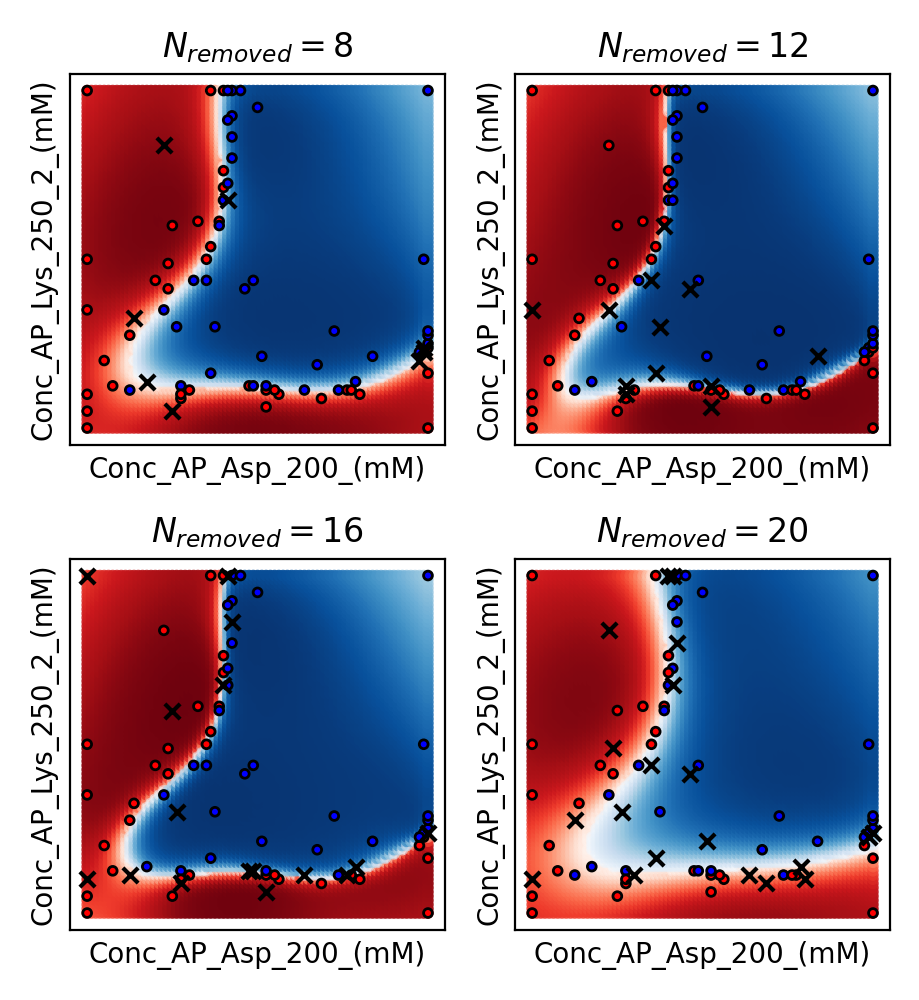 N_removed = 8
N_removed = 12
Conc_AP_Lys_250_2_(mM)
Conc_AP_Lys_250_2_(mM)
Conc_AP_Asp_200_(mM)
Conc_AP_Asp_200_(mM)
N_removed = 16
N_removed = 20
Conc_AP_Lys_250_2_(mM)
Conc_AP_Lys_250_2_(mM)
Conc_AP_Asp_200_(mM)
Conc_AP_Asp_200_(mM)